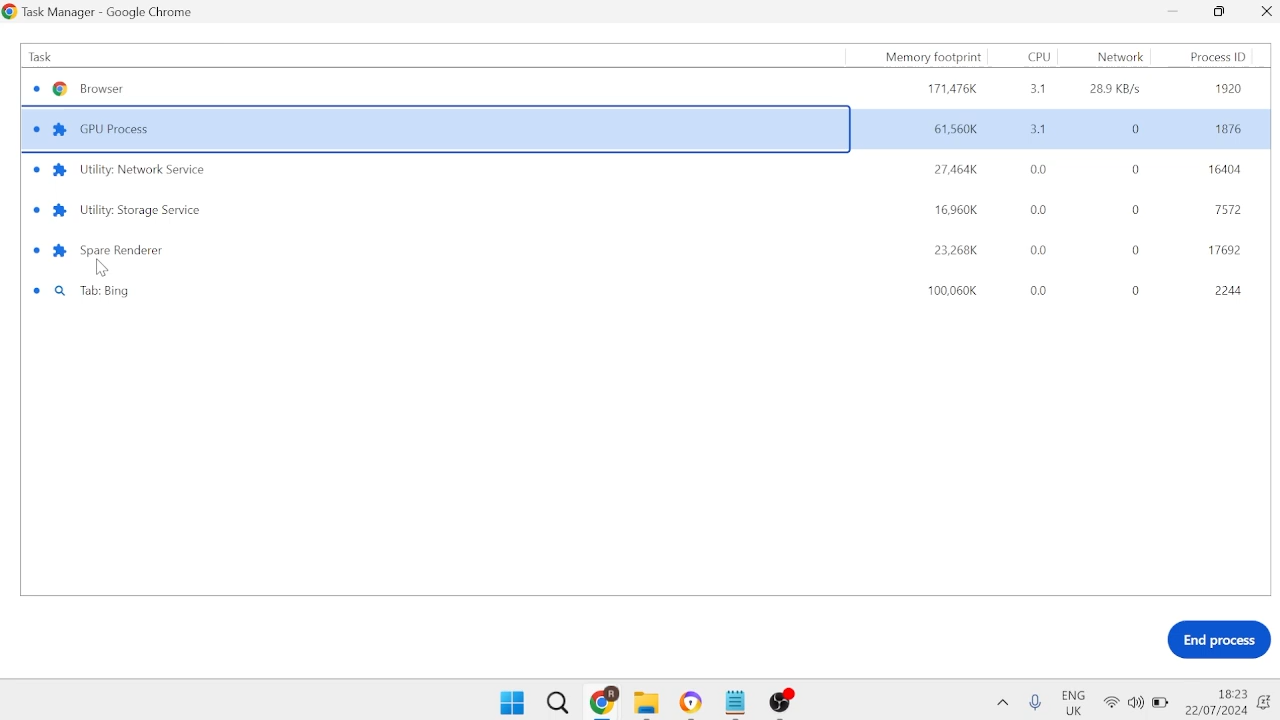 Task Manager - Google Chrome
Task Memory footprint CPU Network Process ID
Browser 171,476K 3.1 28.9 KB/s 1920
GPU Process 61,560K 3.1 0 1876
Utility: Network Service 27,464K 0.0 0 16404
Utility: Storage Service 16,960K 0.0 0 7572
Spare Renderer 23,268K 0.0 0 17692
Tab: Bing 100,060K 0.0 0 2244
End process
R
ENG 18:23
UK 22/07/2024